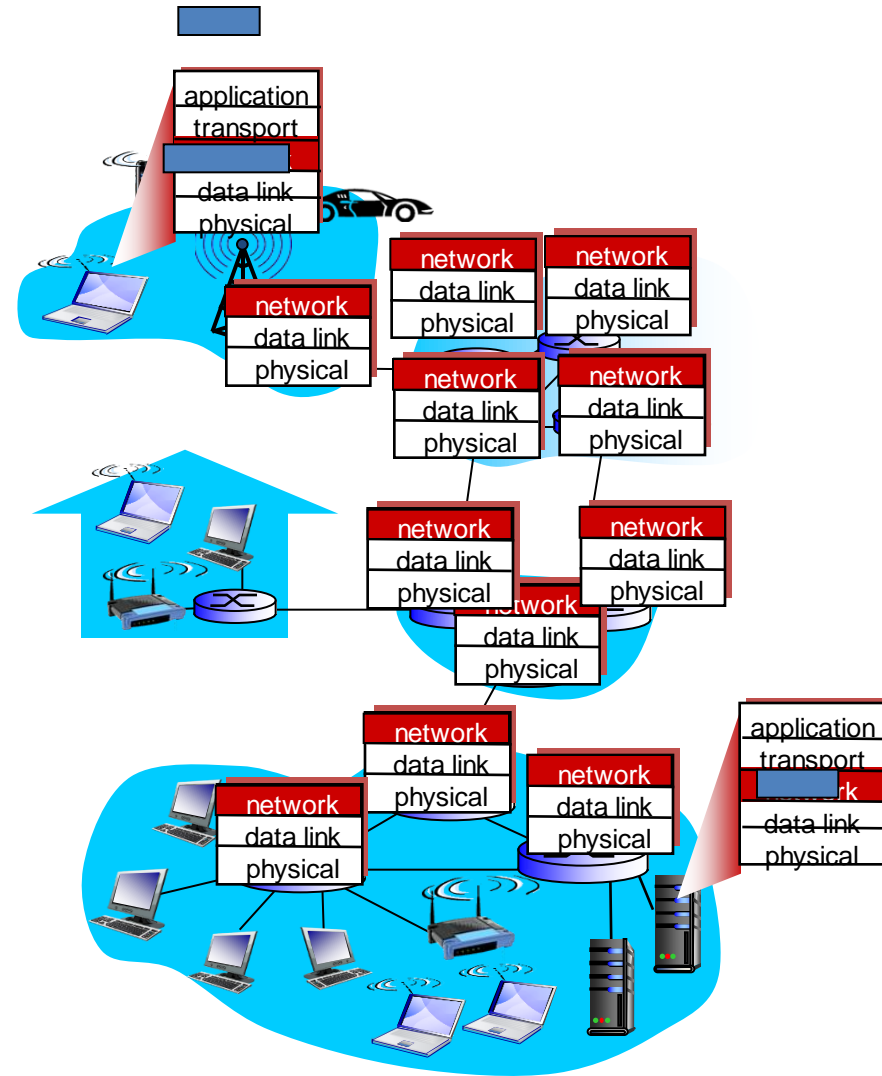 application
transport
data link
physical
network
data link
physical
network
data link
physical
network
data link
physical
network
data link
physical
network
data link
physical
network
data link
physical
network
data link
physical
network
data link
physical
network
data link
physical
network
data link
physical
network
data link
physical
application
transport
data link
physical